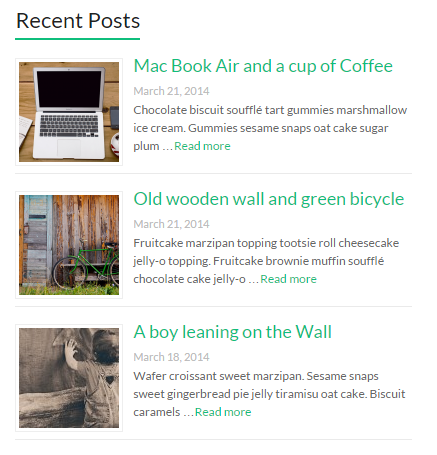 Recent Posts
Mac Book Air and a cup of Coffee
March 21, 2014
Chocolate biscuit soufflé tart gummies marshmallow
ice cream. Gummies sesame snaps oat cake sugar
plum …Read more
Old wooden wall and green bicycle
March 21, 2014
Fruitcake marzipan topping tootsie roll cheesecake
jelly-o topping. Fruitcake brownie muffin soufflé
chocolate cake jelly-o …Read more
A boy leaning on the Wall
March 18, 2014
Wafer croissant sweet marzipan. Sesame snaps
sweet gingerbread pie jelly tiramisu oat cake. Biscuit
caramels …Read more